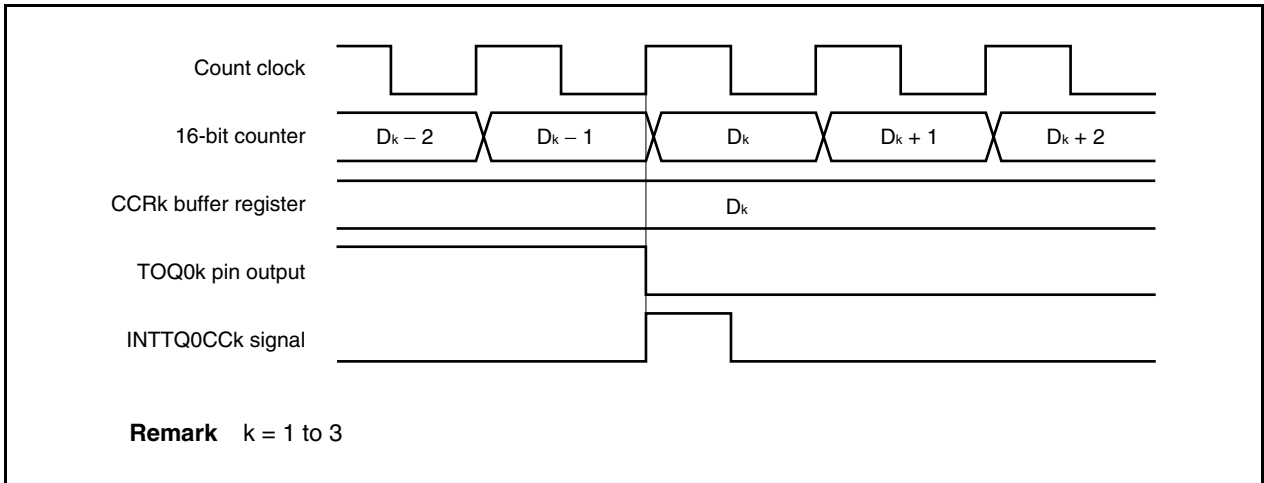 Count clock
16-bit counter Dk − 2 Dk − 1 Dk Dk + 1 Dk + 2
CCRk buffer register Dk
TOQ0k pin output
INTTQ0CCk signal
Remark k = 1 to 3